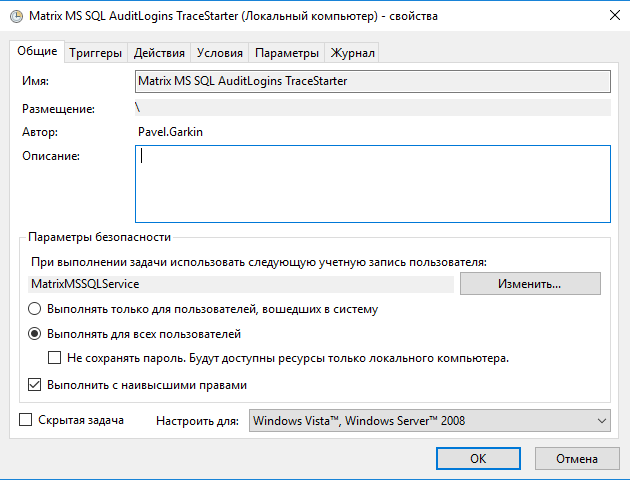 Matrix MS SQL AuditLogins TraceStarter (Локальный компьютер) - свойства
Общие Триггеры Действия Условия Параметры Журнал
Имя: Matrix MS SQL AuditLogins TraceStarter
Размещение: \
Автор: Pavel.Garkin
Описание:
Параметры безопасности
При выполнении задачи использовать следующую учетную запись пользователя:
MatrixMSSQLService Изменить...
Выполнять только для пользователей, вошедших в систему
Выполнять для всех пользователей
Не сохранять пароль. Будут доступны ресурсы только локального компьютера.
Выполнить с наивысшими правами
Скрытая задача Настроить для: Windows Vista™, Windows Server™ 2008
OK Отмена